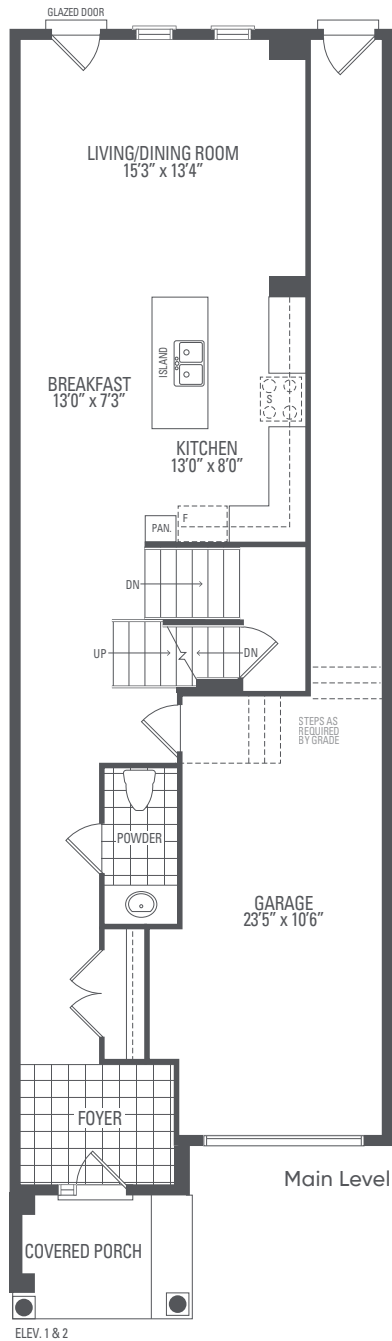 GLAZED DOOR
LIVING/DINING ROOM
15'3" x 13'4"
ISLAND
BREAKFAST
13'0" x 7'3"
S
KITCHEN
13'0" x 8'0"
PAN.
F
DN
UP
DN
STEPS AS
REQUIRED
BY GRADE
POWDER
GARAGE
23'5" x 10'6"
FOYER
Main Level
COVERED PORCH
ELEV. 1 & 2